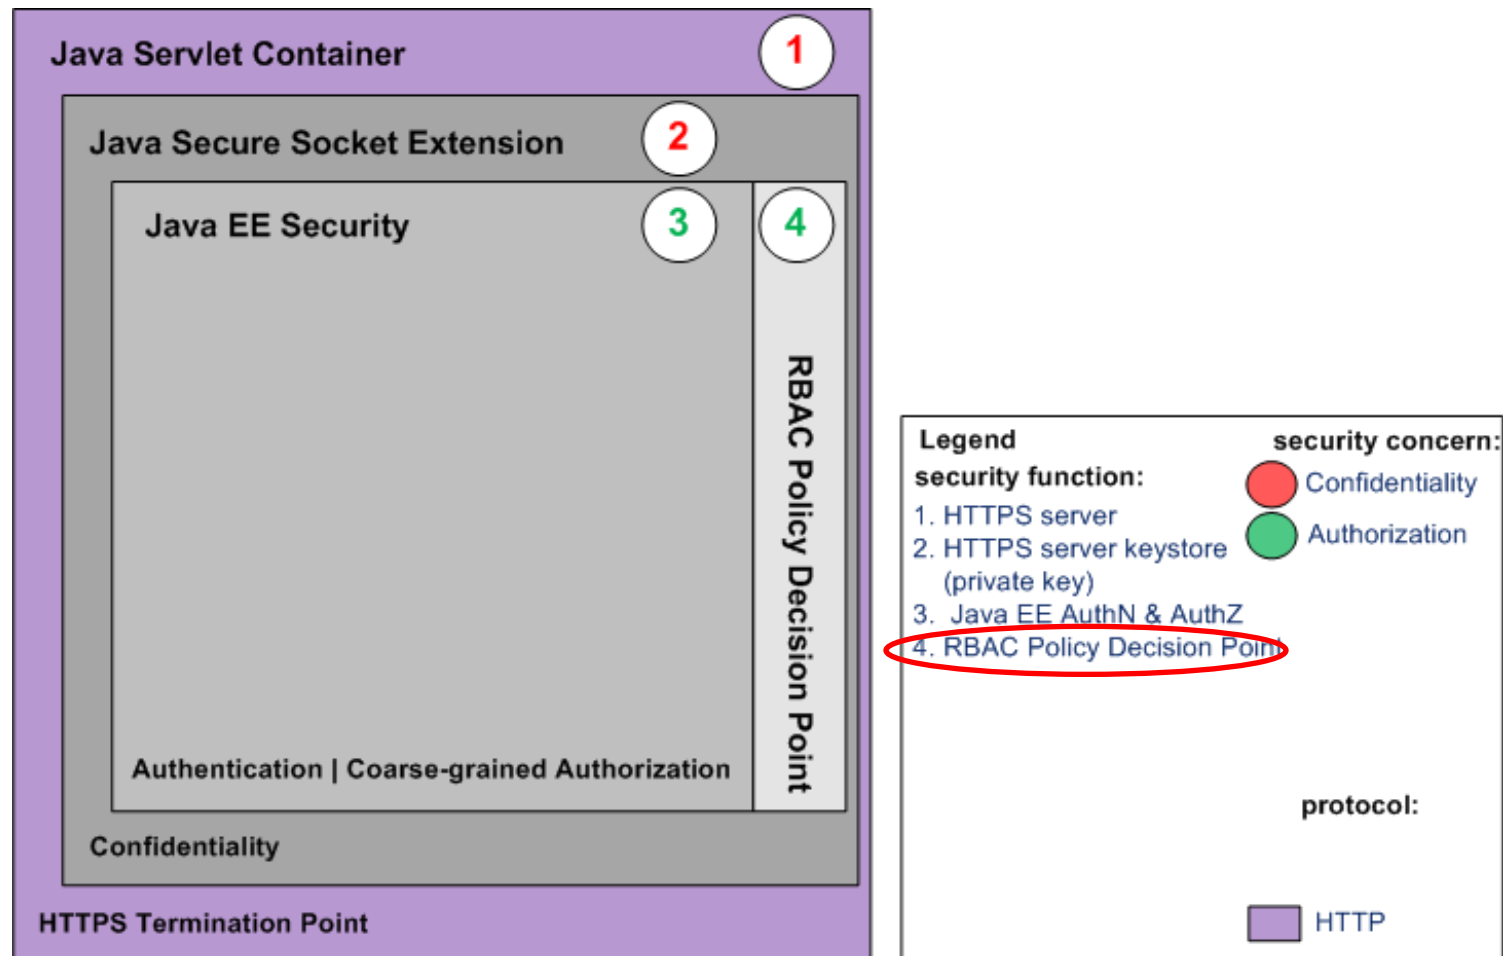 Java Servlet Container
1
Java Secure Socket Extension
2
Java EE Security
3
4
RBAC Policy Decision Point
Authentication | Coarse-grained Authorization
Confidentiality
HTTPS Termination Point
Legend
security concern:
security function:
Confidentiality
1. HTTPS server
Authorization
2. HTTPS server keystore
(private key)
3. Java EE AuthN & AuthZ
4. RBAC Policy Decision Point
protocol:
HTTP